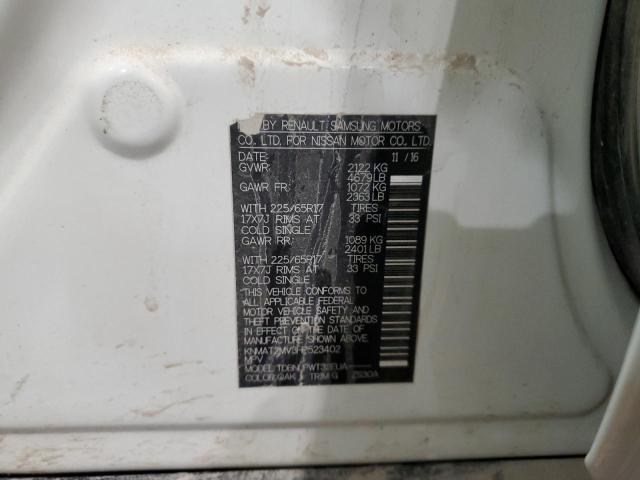 BY RENAULT SAMSUNG MOTORS
CO., LTD. FOR NISSAN MOTOR CO., LTD.
DATE: 11 / 16
GVWR: 2122 KG
4679 LB
GAWR FR: 1072 KG
2363 LB
WITH 225/65R17 TIRES
17X7J RIMS AT 33 PSI
COLD SINGLE
GAWR RR: 1089 KG
2401 LB
WITH 225/65R17 TIRES
17X7J RIMS AT 33 PSI
COLD SINGLE
THIS VEHICLE CONFORMS TO
ALL APPLICABLE FEDERAL
MOTOR VEHICLE SAFETY AND
THEFT PREVENTION STANDARDS
IN EFFECT ON THE DATE OF
MANUFACTURE SHOWN ABOVE.
MPV
MODEL:
COLOR: QAK TRIM: G